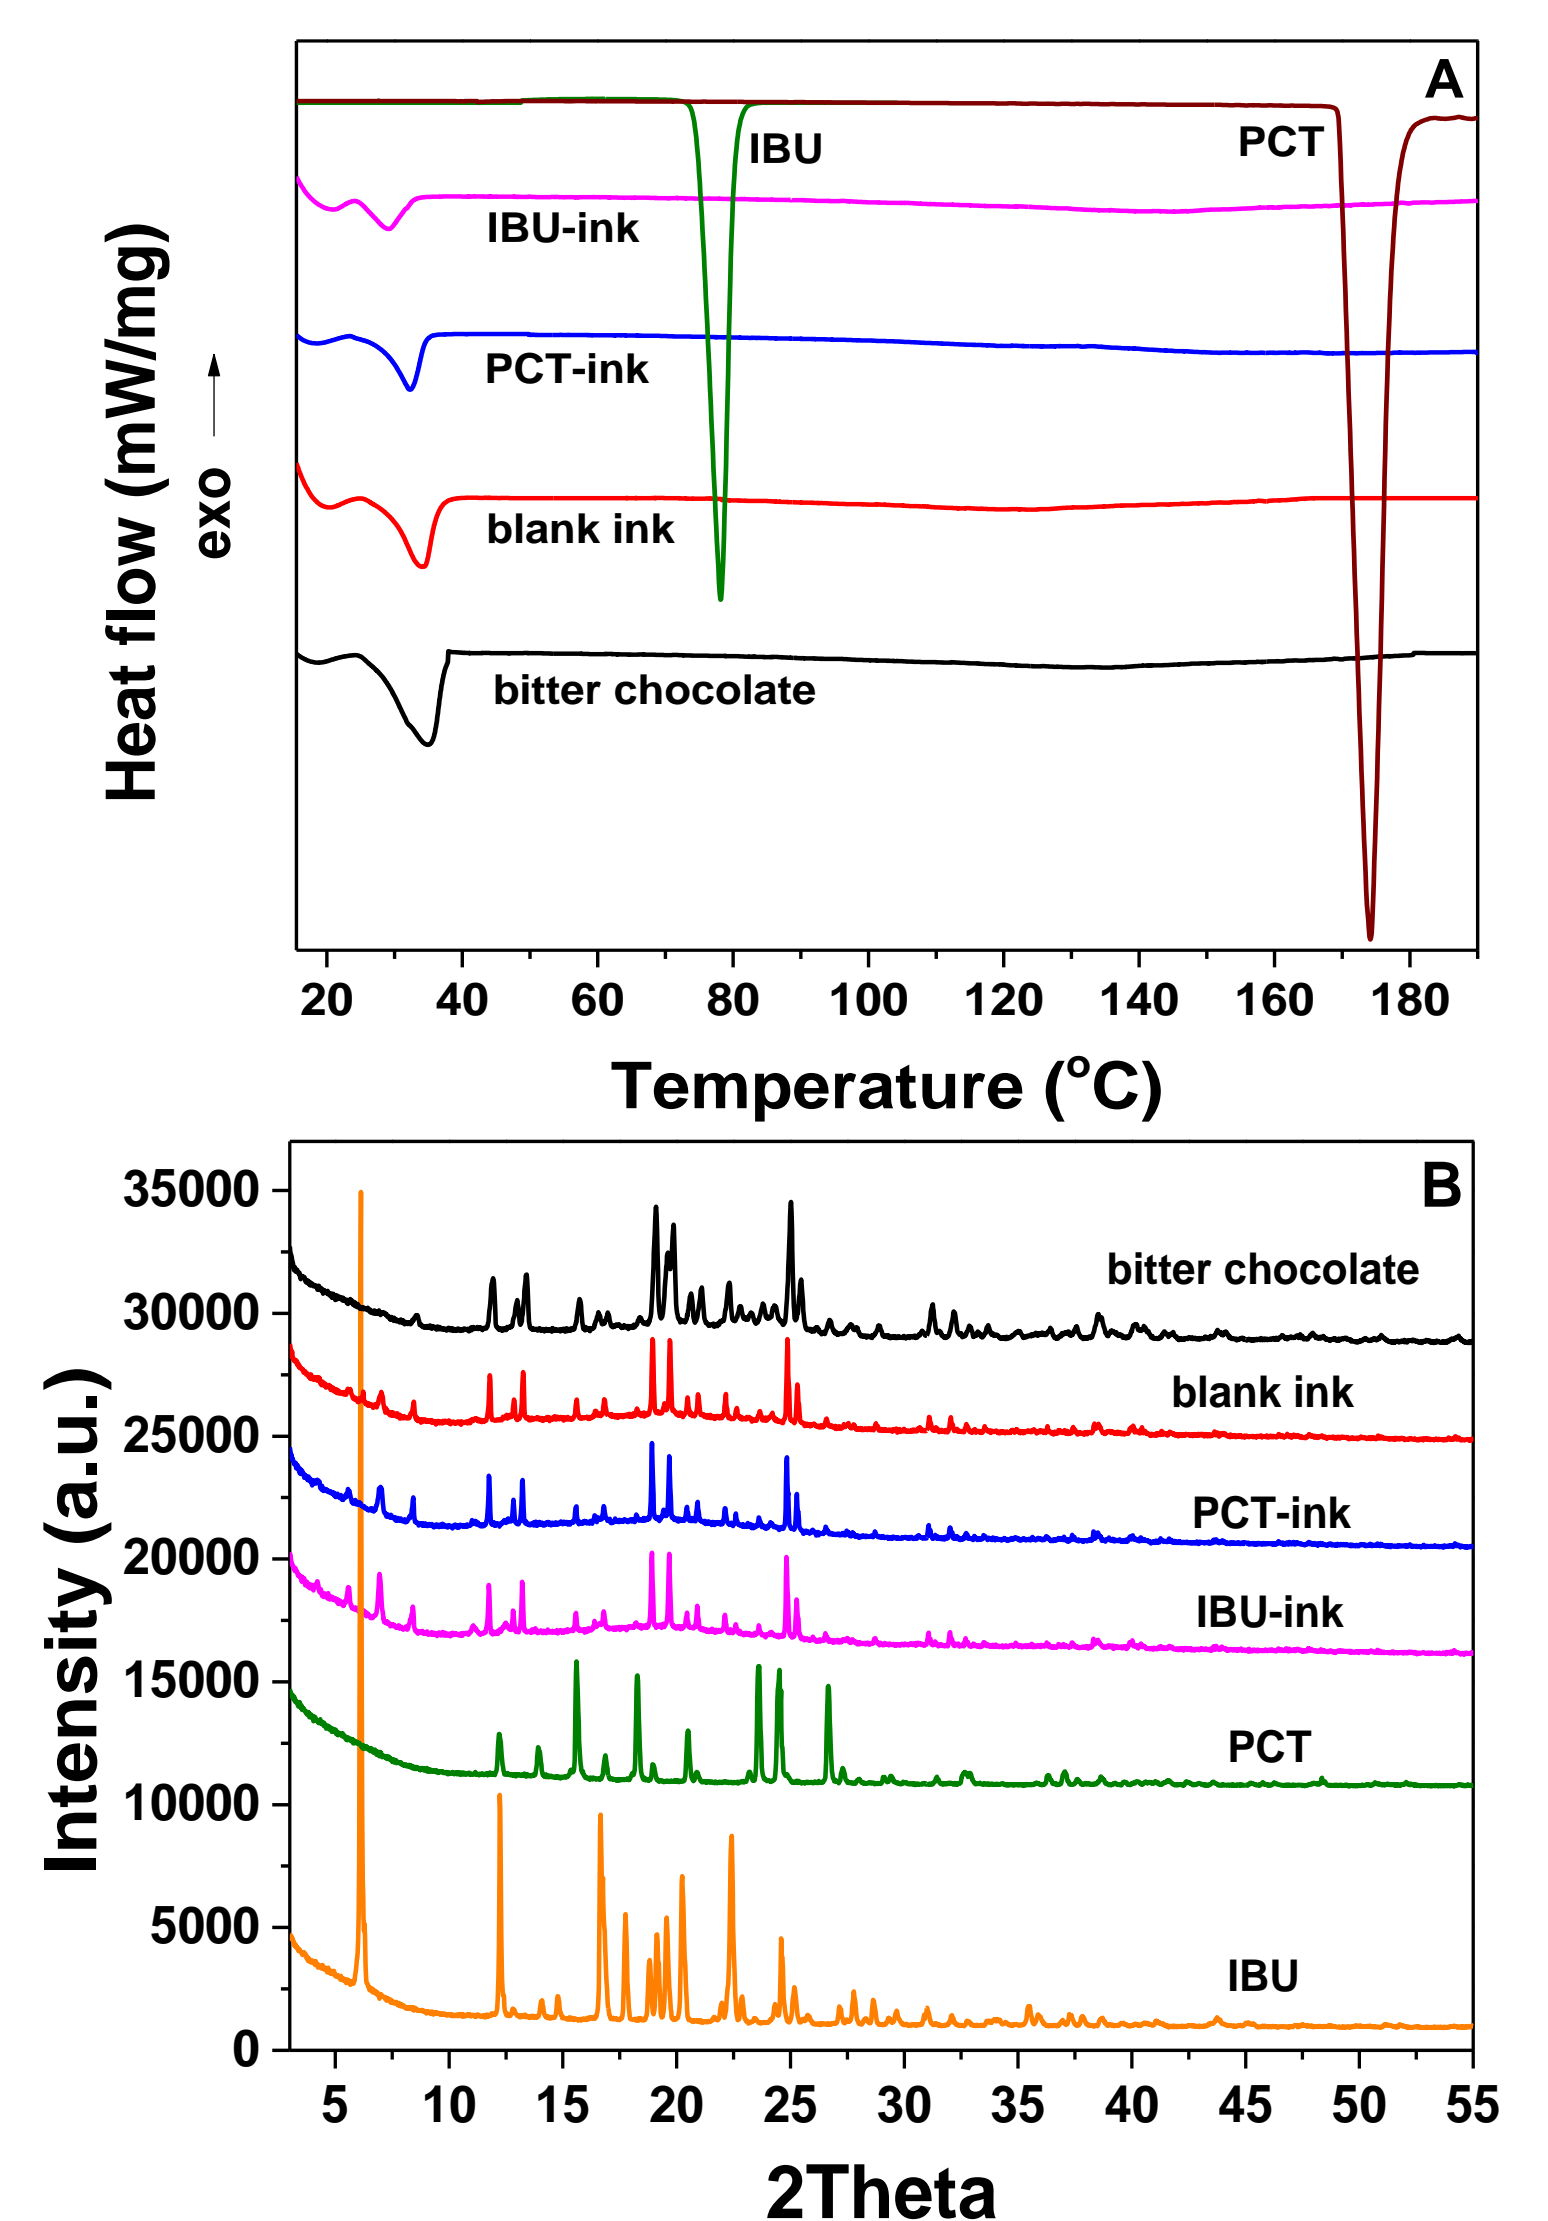 A
IBU
PCT
IBU-ink
PCT-ink
blank ink
bitter chocolate
Heat flow (mW/mg)
exo
20 40 60 80 100 120 140 160 180
Temperature (°C)
B
35000
30000
25000
20000
15000
10000
5000
0
bitter chocolate
blank ink
PCT-ink
IBU-ink
PCT
IBU
Intensity (a.u.)
5 10 15 20 25 30 35 40 45 50 55
2Theta